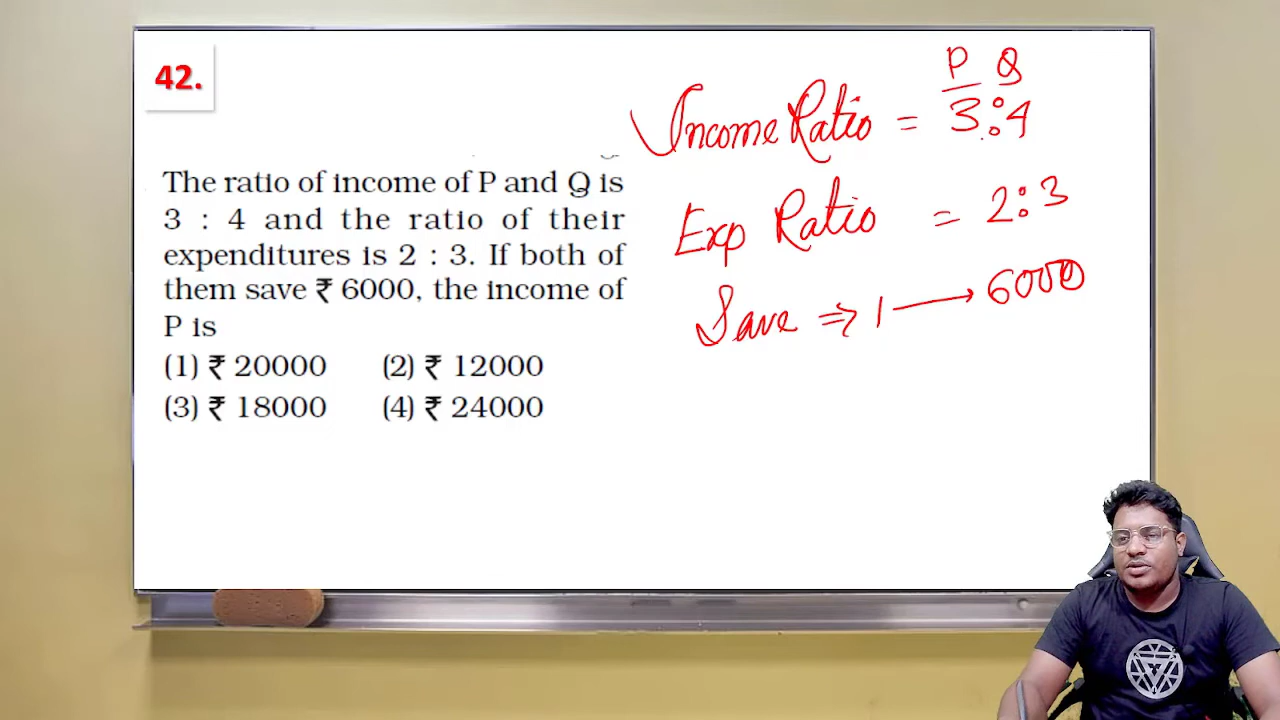 42.
The ratio of income of P and Q is
3 : 4 and the ratio of their
expenditures is 2 : 3. If both of
them save ₹ 6000, the income of
P is
(1) ₹ 20000 (2) ₹ 12000
(3) ₹ 18000 (4) ₹ 24000
P Q
Income Ratio = 3:4
Exp Ratio = 2:3
Save ⇒ 1 → 6000